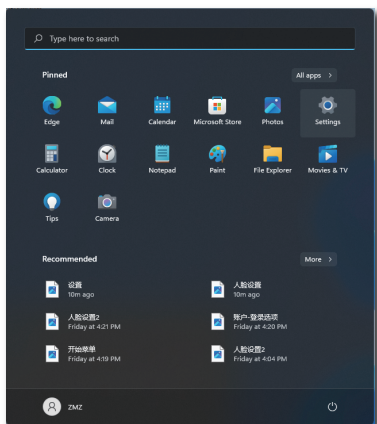 Type here to search
Pinned
All apps >
Edge
Mail
Calendar
Microsoft Store
Photos
Settings
Calculator
Clock
Notepad
Paint
File Explorer
Movies & TV
Tips
Camera
Recommended
More >
设置
10m ago
人脸设置
10m ago
人脸设置2
Friday at 4:21 PM
账户-登录选项
Friday at 4:20 PM
开始菜单
Friday at 4:19 PM
人脸设置2
Friday at 4:04 PM
ZMZ